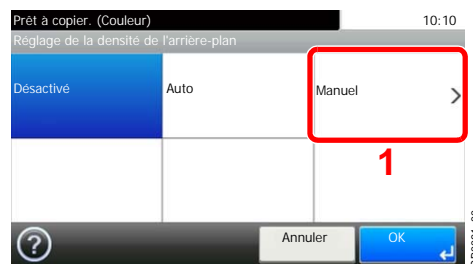 Prêt à copier. (Couleur) 10:10
Réglage de la densité de l'arrière-plan
Désactivé Auto Manuel
1
Annuler OK